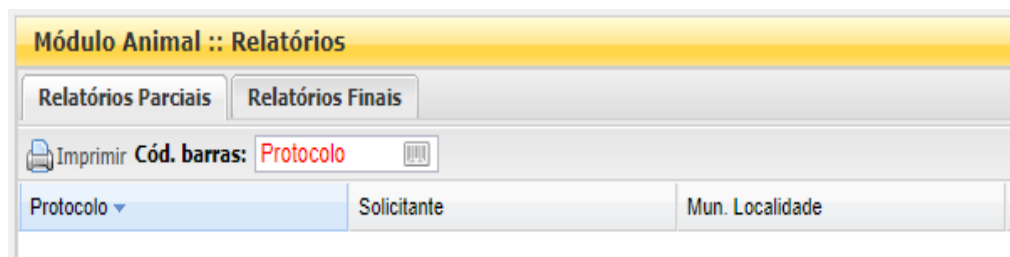 Módulo Animal :: Relatórios
Relatórios Parciais Relatórios Finais
Imprimir Cód. barras: Protocolo
Protocolo Solicitante Mun. Localidade